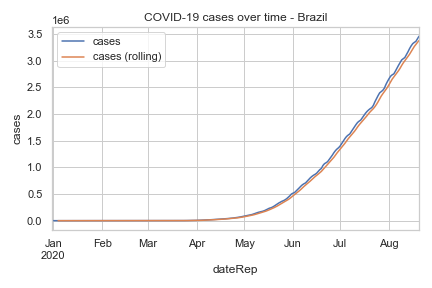 COVID-19 cases over time - Brazil
1e6
cases
cases (rolling)
3.5
3.0
2.5
2.0
1.5
1.0
0.5
0.0
cases
Jan Feb Mar Apr May Jun Jul Aug
2020
dateRep